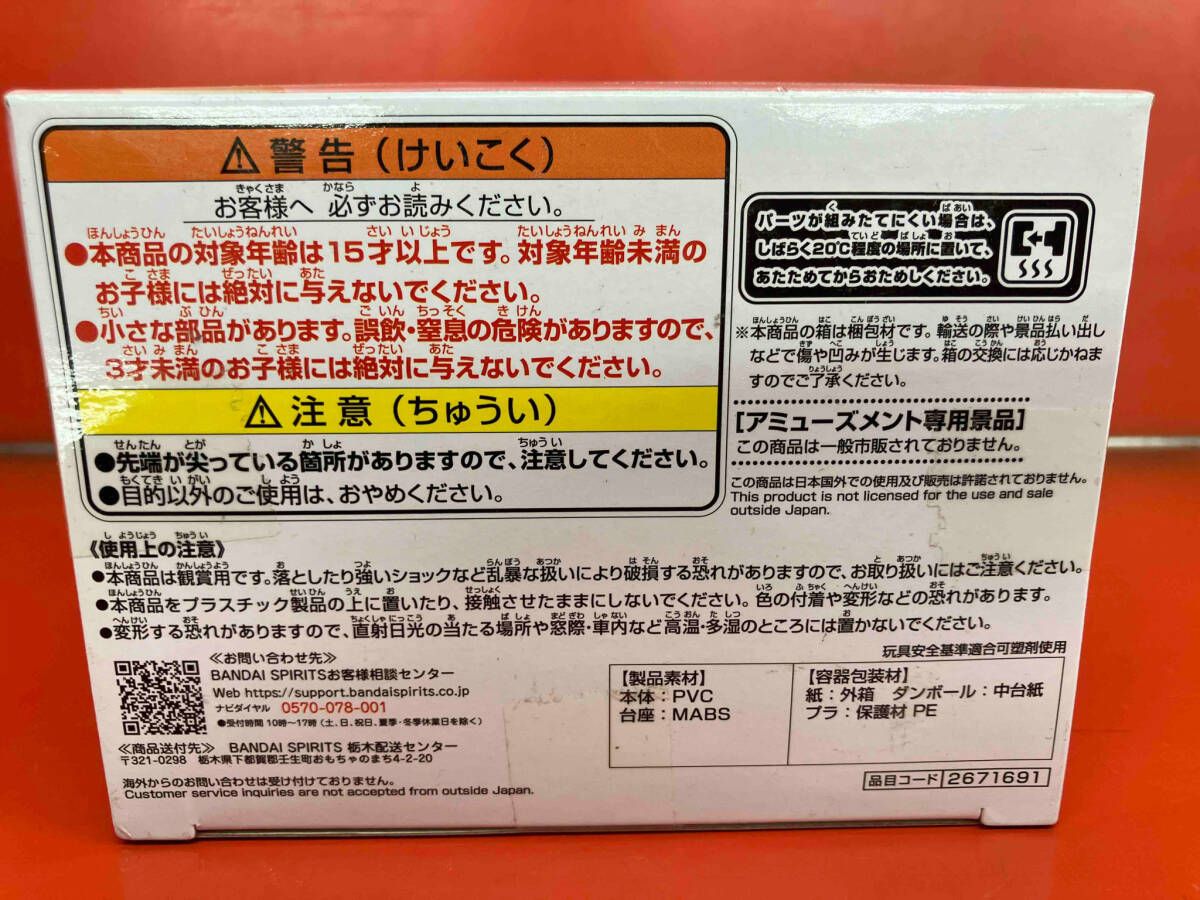 ⚠警告（けいこく）
お客様へ 必ずお読みください。
●本商品の対象年齢は15才以上です。対象年齢未満の
お子様には絶対に与えないでください。
●小さな部品があります。誤飲・窒息の危険がありますので、
3才未満のお子様には絶対に与えないでください。
⚠注意（ちゅうい）
●先端が尖っている箇所がありますので、注意してください。
●目的以外のご使用は、おやめください。
パーツが組みたてにくい場合は、
しばらく20℃程度の場所に置いて、
あたためてからおためしください。
※本商品の箱は梱包材です。輸送の際や景品払い出し
などで傷や凹みが生じます。箱の交換には応じかねま
すのでご了承ください。
［アミューズメント専用景品］
この商品は一般市販されておりません。
この商品は日本国外での使用及び販売は許諾されておりません。
This product is not licensed for the use and sale
outside Japan.
《使用上の注意》
●本商品は観賞用です。落としたり強いショックなど乱暴な扱いにより破損する恐れがありますので、お取り扱いにはご注意ください。
●本商品をプラスチック製品の上に置いたり、接触させたままにしないでください。色の付着や変形などの恐れがあります。
●変形する恐れがありますので、直射日光の当たる場所や窓際・車内など高温・多湿のところには置かないでください。
玩具安全基準適合可塑剤使用
≪お問い合わせ先≫
BANDAI SPIRITSお客様相談センター
Web https://support.bandaispirits.co.jp
ナビダイヤル 0570-078-001
●受付時間 10時〜17時（土、日、祝日、夏季・冬季休業日を除く）
≪商品送付先≫ BANDAI SPIRITS 栃木配送センター
〒321-0298 栃木県下都賀郡壬生町おもちゃのまち4-2-20
海外からのお問い合わせは受け付けておりません。
Customer service inquiries are not accepted from outside Japan.
【製品素材】
本体：PVC
台座：MABS
【容器包装材】
紙：外箱 ダンボール：中台紙
プラ：保護材 PE
品目コード 2671691